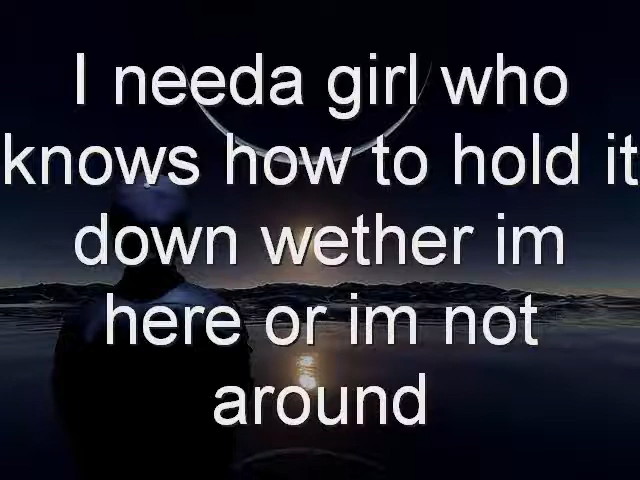 I needa girl who
knows how to hold it
down wether im
here or im not
around